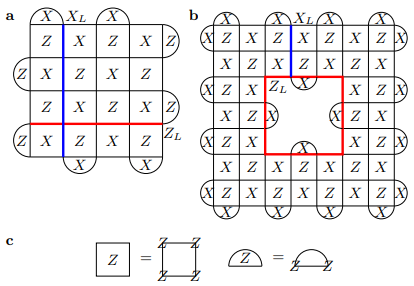 a X X_L X
Z X Z X Z
Z X Z X Z
Z X Z X Z
Z X Z X Z Z_L
X X
b X X X_L X X
X Z X Z X Z X Z X
X Z X Z X Z X
X Z X Z_L X X Z X
X Z X X Z X
X Z X X X Z X
X Z X Z X Z X
X Z X Z X Z X Z X
X X X X
c
Z = Z Z Z Z Z = Z Z